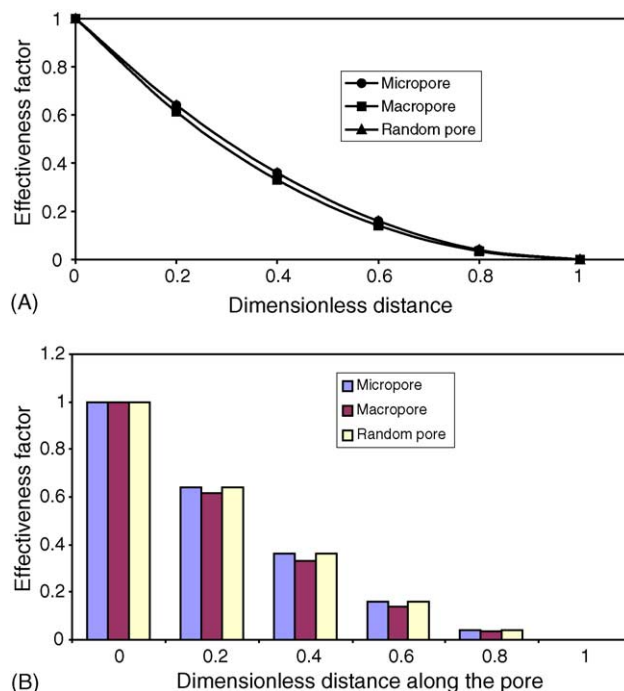 1
0.8
0.6
0.4
0.2
0
Effectiveness factor
Micropore
Macropore
Random pore
0 0.2 0.4 0.6 0.8 1
(A)
Dimensionless distance
1.2
1
0.8
0.6
0.4
0.2
0
Effectiveness factor
Micropore
Macropore
Random pore
0 0.2 0.4 0.6 0.8 1
(B)
Dimensionless distance along the pore